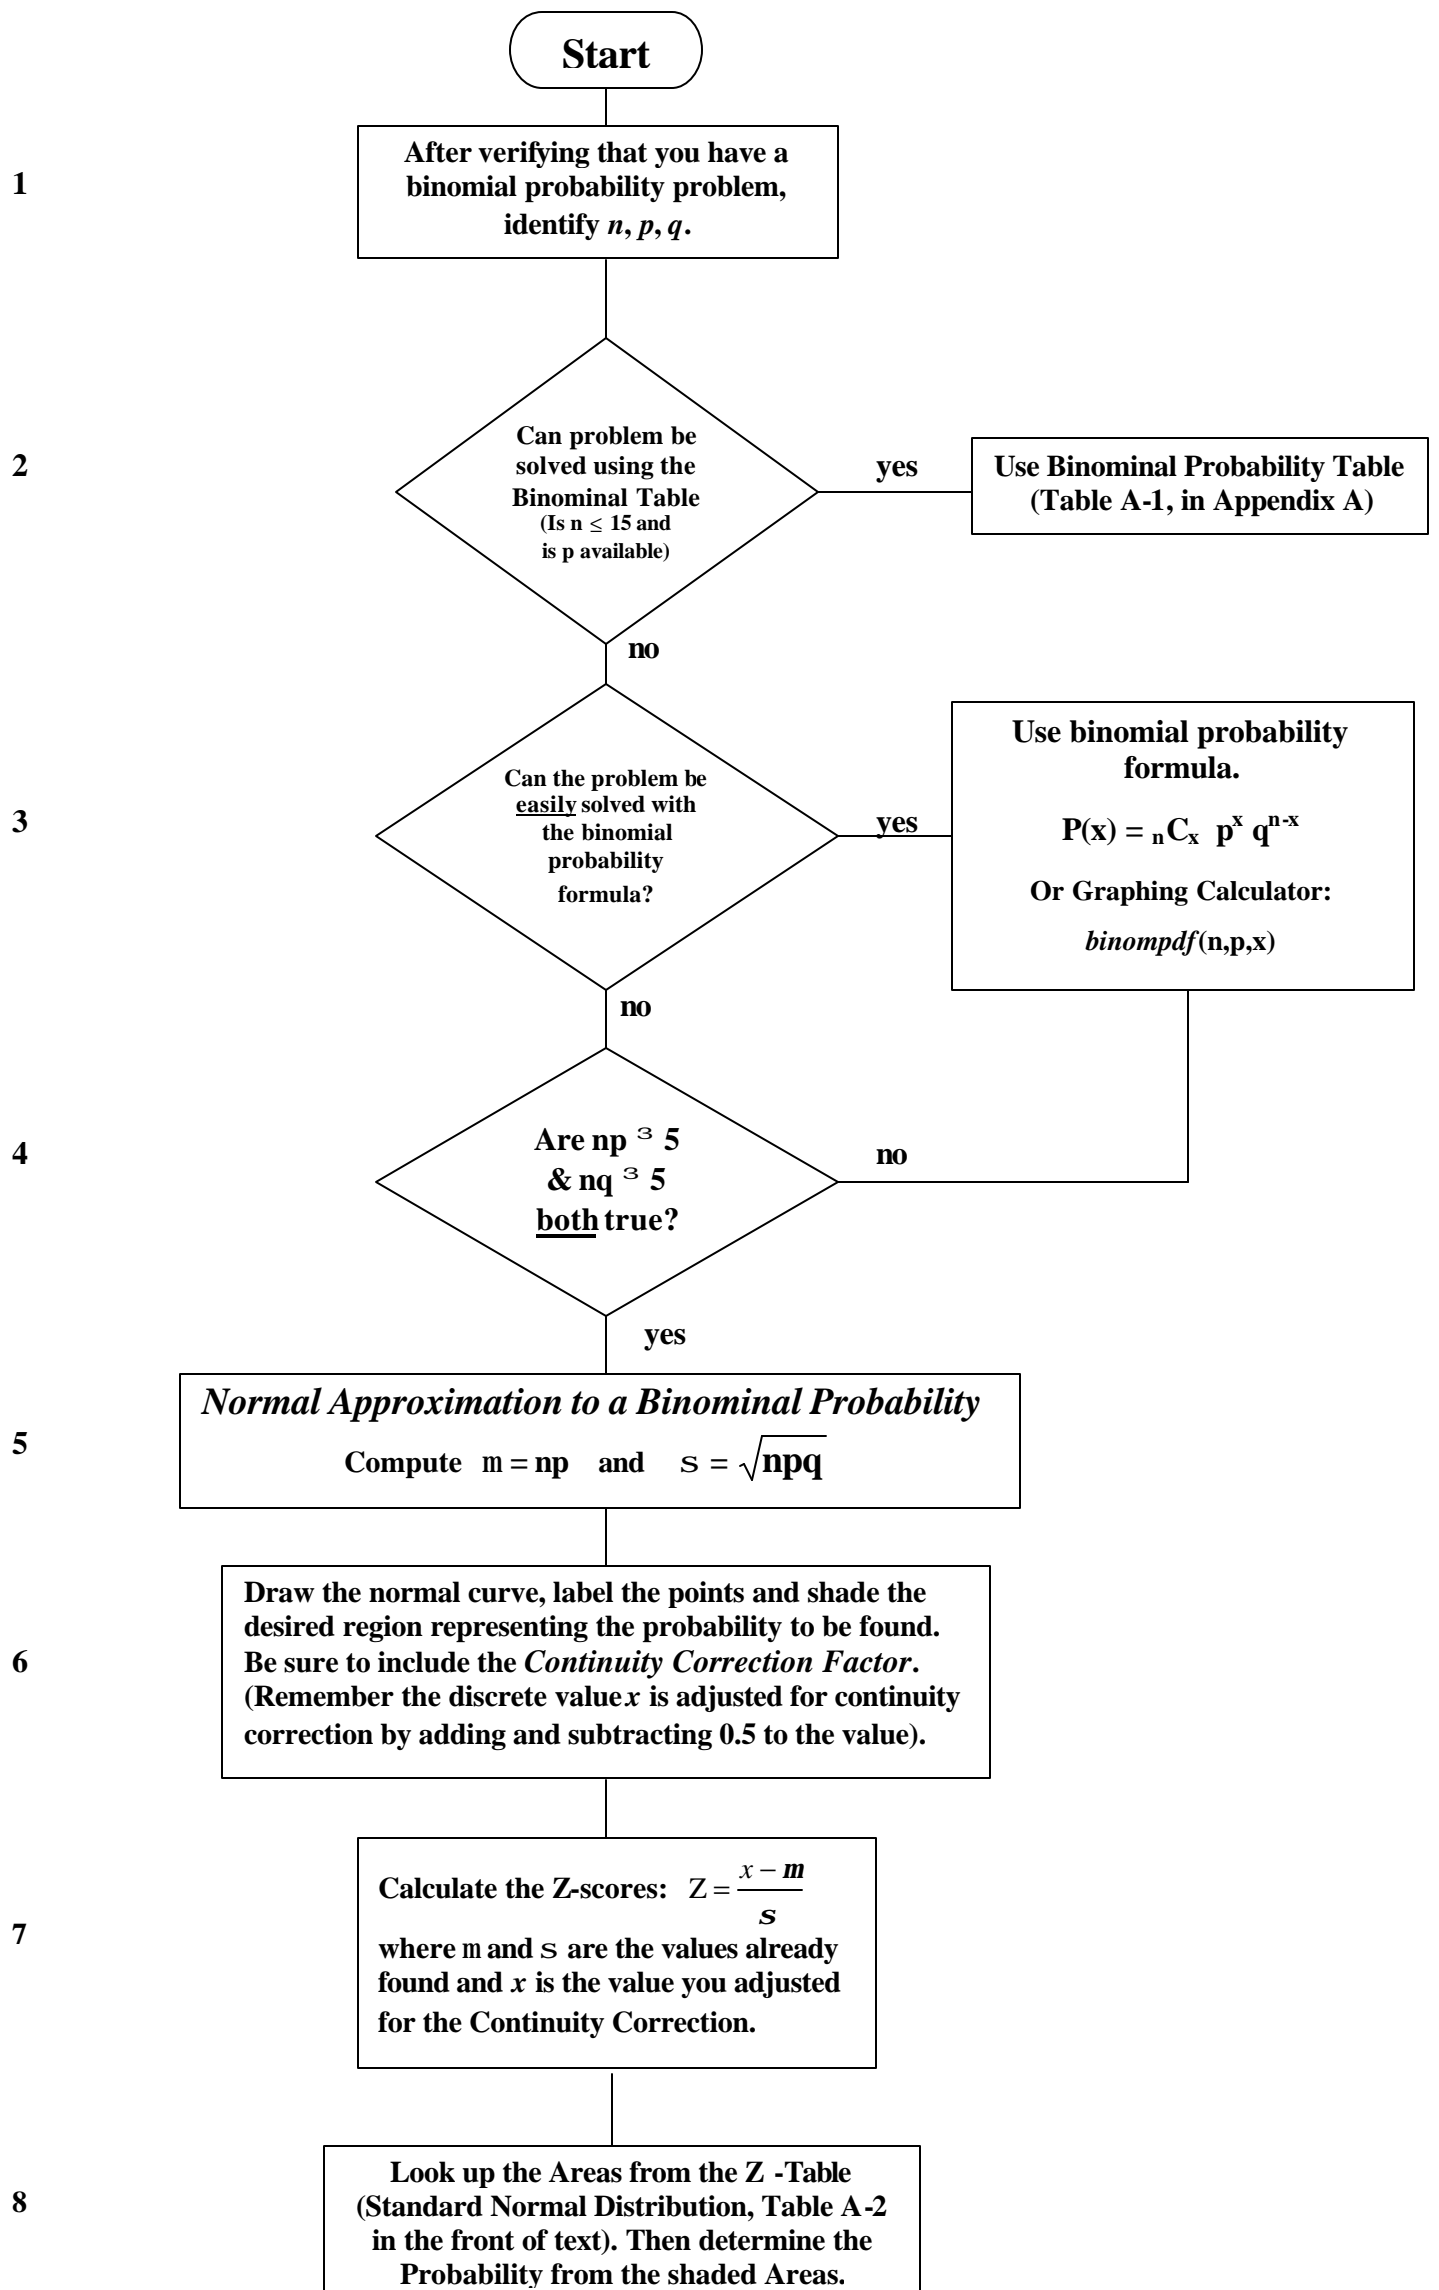 Start
1
After verifying that you have a
binomial probability problem,
identify n, p, q.
2
Can problem be
solved using the
Binominal Table
(Is n ≤ 15 and
is p available)
yes
Use Binominal Probability Table
(Table A-1, in Appendix A)
no
3
Can the problem be
easily solved with
the binomial
probability
formula?
yes
Use binomial probability
formula.
P(x) = nCx p^x q^n-x
Or Graphing Calculator:
binompdf(n,p,x)
no
4
Are np ³ 5
& nq ³ 5
both true?
no
yes
5
Normal Approximation to a Binominal Probability
Compute m = np and s = √npq
6
Draw the normal curve, label the points and shade the
desired region representing the probability to be found.
Be sure to include the Continuity Correction Factor.
(Remember the discrete value x is adjusted for continuity
correction by adding and subtracting 0.5 to the value).
7
Calculate the Z-scores: Z = x − m / s
where m and s are the values already
found and x is the value you adjusted
for the Continuity Correction.
8
Look up the Areas from the Z -Table
(Standard Normal Distribution, Table A-2
in the front of text). Then determine the
Probability from the shaded Areas.